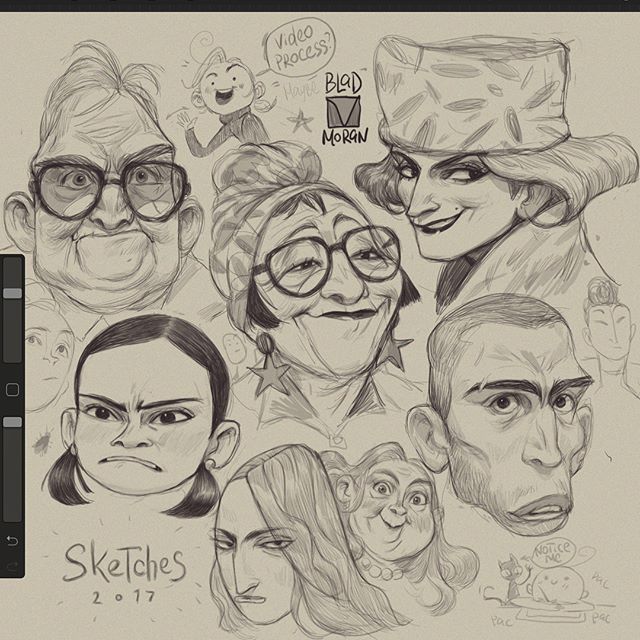 Video
Process?
Maybe
BLaD
MoRaN
SkeTches
2017
NOTICE
ME
Pac
Pac
Pac